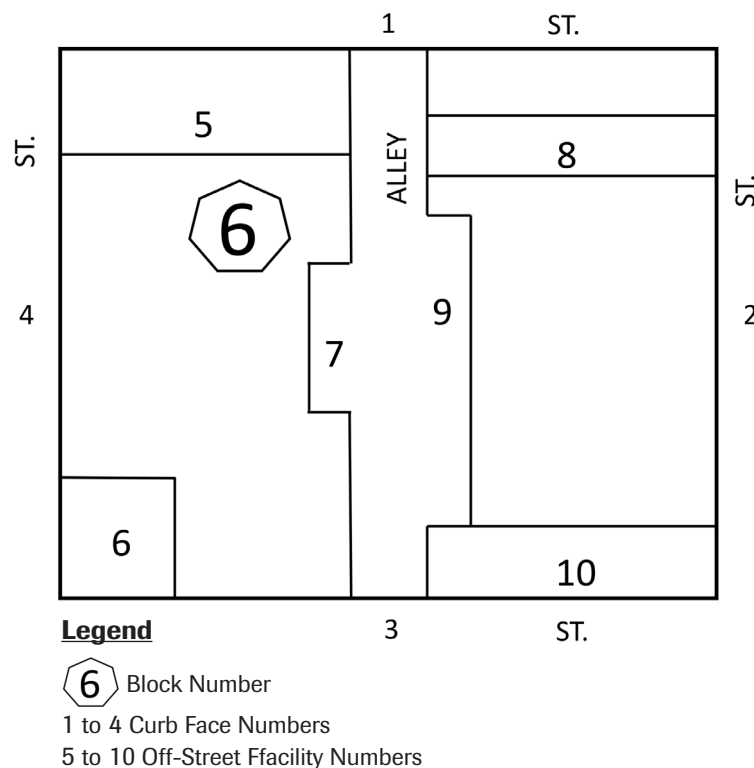 1 ST.
5
ST.
ALLEY
8
ST.
6
4
9
2
7
6
10
Legend
3 ST.
6 Block Number
1 to 4 Curb Face Numbers
5 to 10 Off-Street Ffacility Numbers